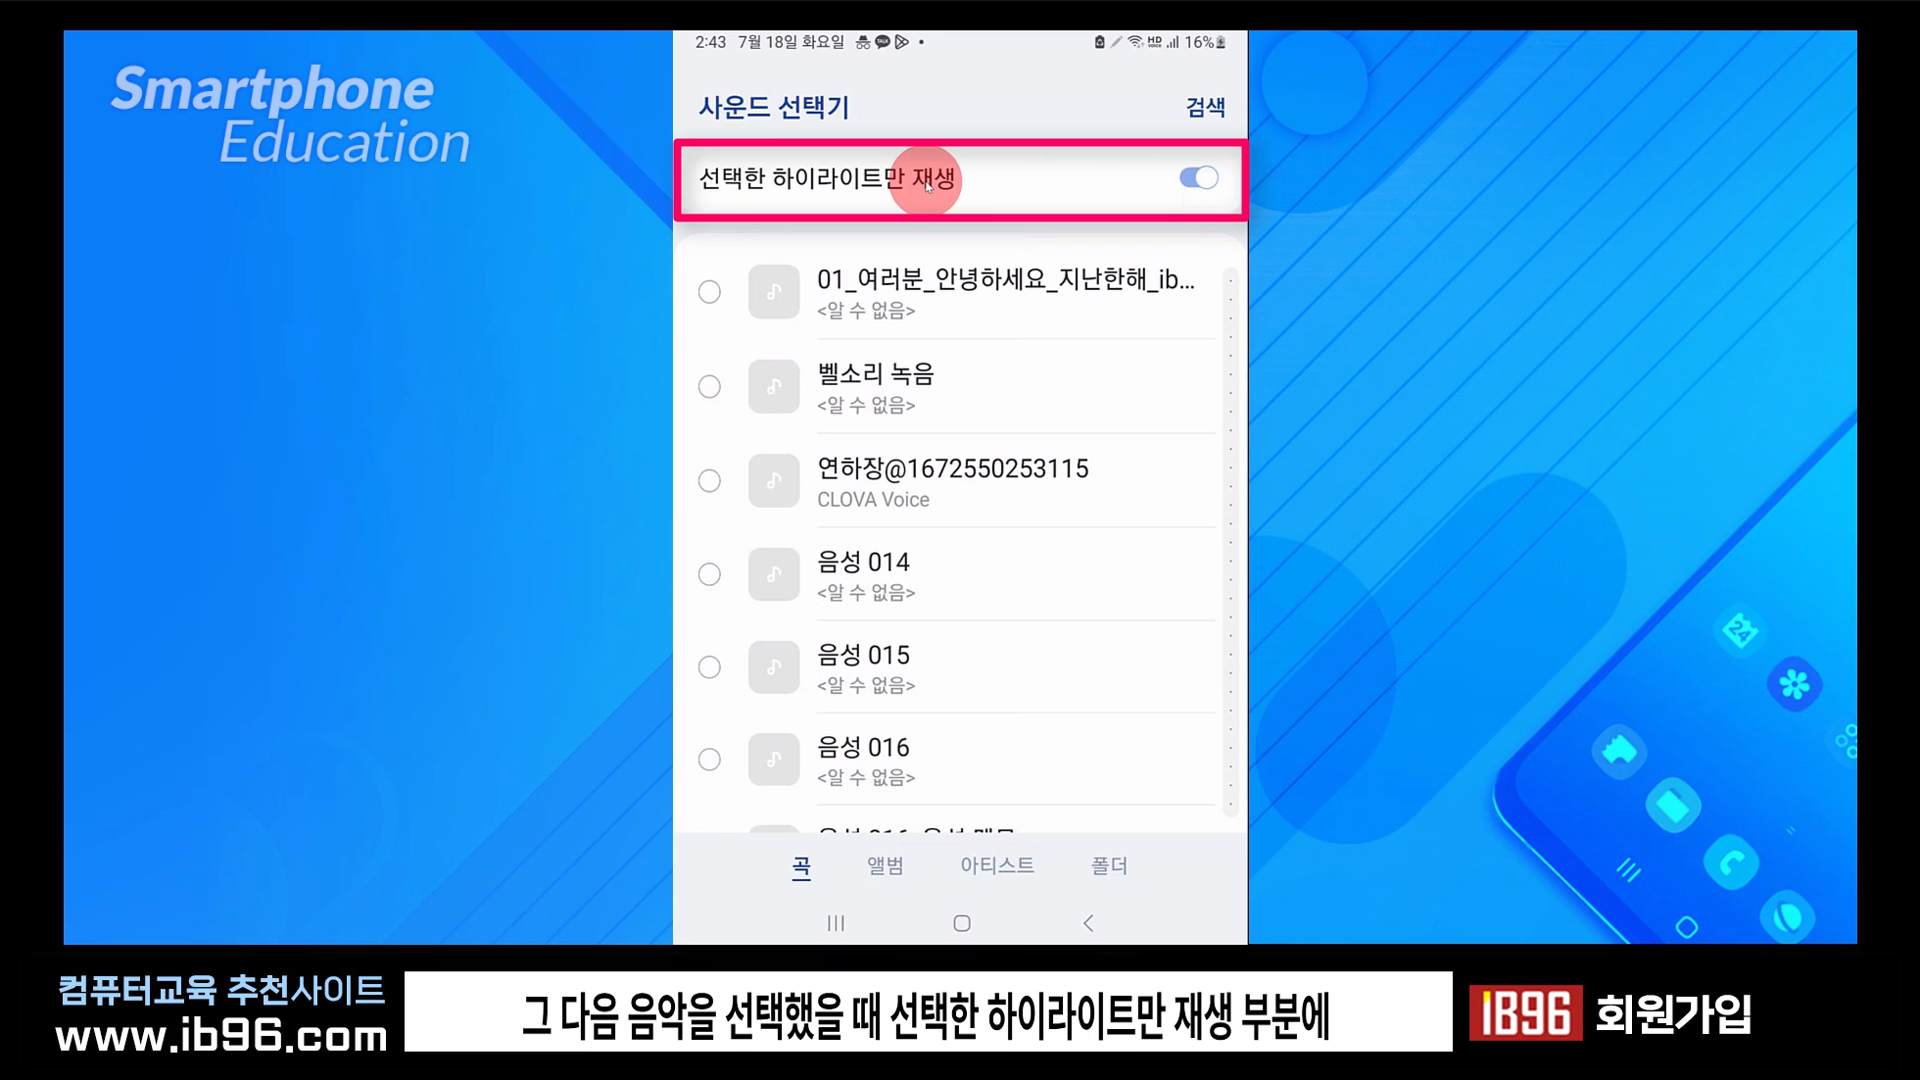 Smartphone
Education
2:43 7월 18일 화요일
16%
사운드 선택기
검색
선택한 하이라이트만 재생
01_여러분_안녕하세요_지난한해_ib...
<알 수 없음>
벨소리 녹음
<알 수 없음>
연하장@1672550253115
CLOVA Voice
음성 014
<알 수 없음>
음성 015
<알 수 없음>
음성 016
<알 수 없음>
곡 앨범 아티스트 폴더
24
컴퓨터교육 추천사이트
www.ib96.com
그 다음 음악을 선택했을 때 선택한 하이라이트만 재생 부분에
IB96 회원가입